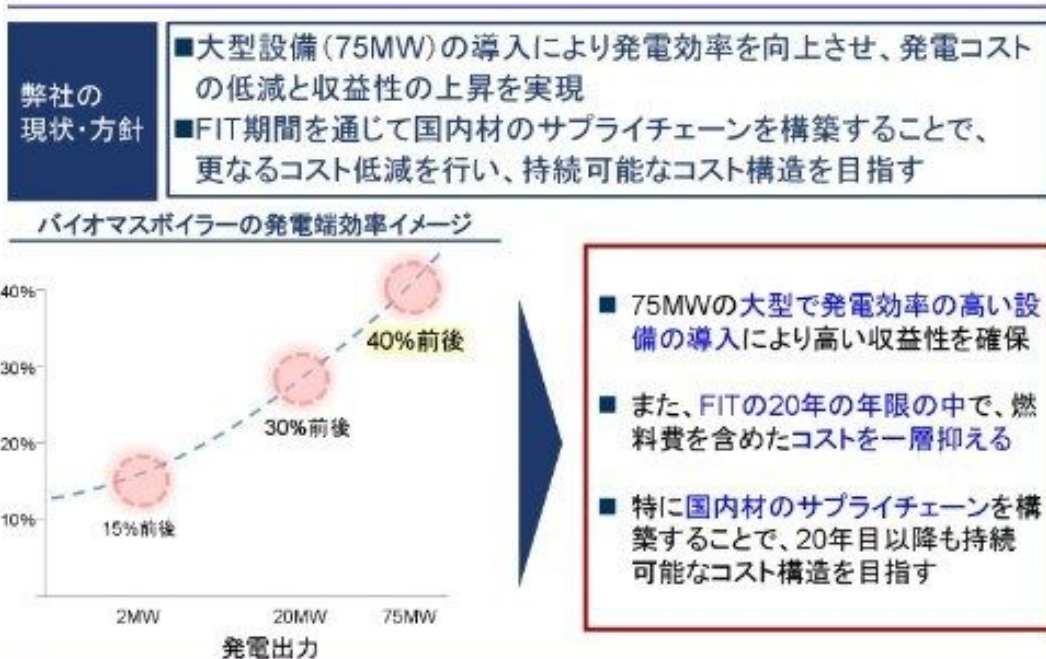 弊社の
現状・方針
■大型設備(75MW)の導入により発電効率を向上させ、発電コスト
の低減と収益性の上昇を実現
■FIT期間を通じて国内材のサプライチェーンを構築することで、
更なるコスト低減を行い、持続可能なコスト構造を目指す
バイオマスボイラーの発電端効率イメージ
40%
30%
20%
10%
40%前後
30%前後
15%前後
2MW
20MW
75MW
発電出力
■ 75MWの大型で発電効率の高い設
備の導入により高い収益性を確保
■ また、FITの20年の年限の中で、燃
料費を含めたコストを一層抑える
■ 特に国内材のサプライチェーンを構
築することで、20年目以降も持続
可能なコスト構造を目指す